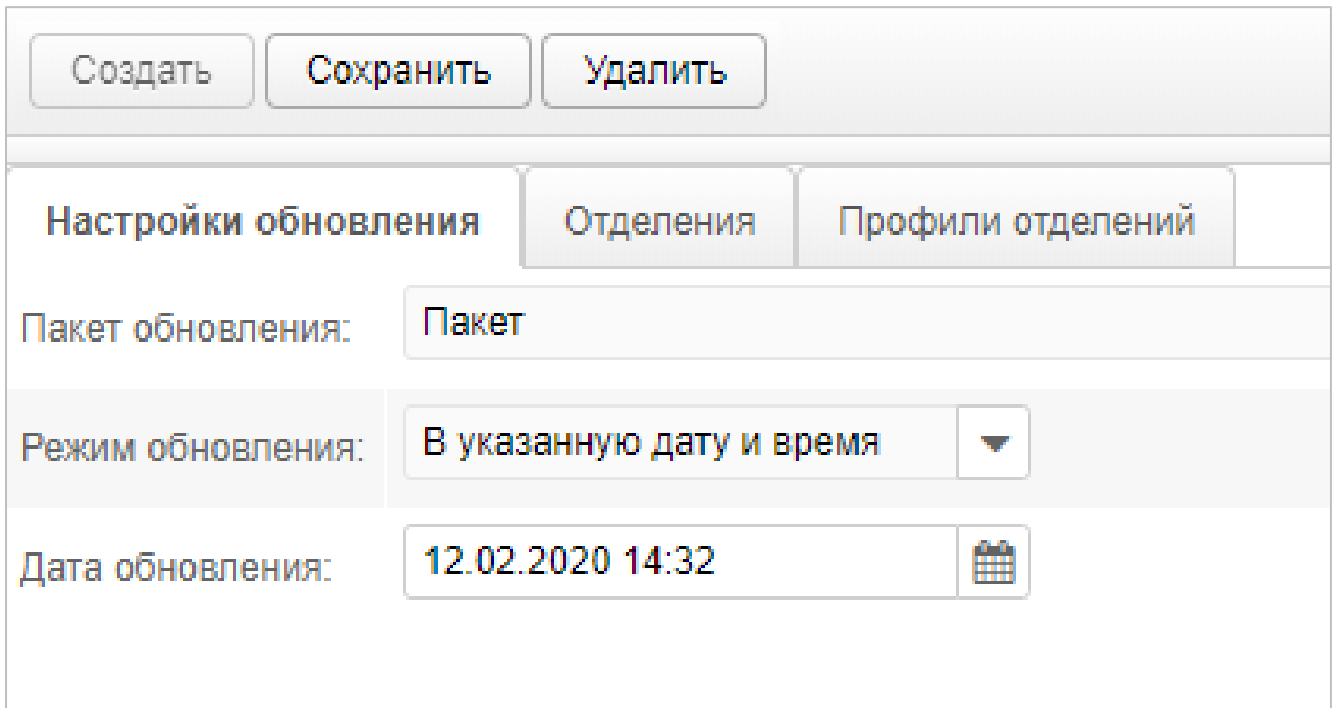 Создать Сохранить Удалить
Настройки обновления Отделения Профили отделений
Пакет обновления: Пакет
Режим обновления: В указанную дату и время
Дата обновления: 12.02.2020 14:32